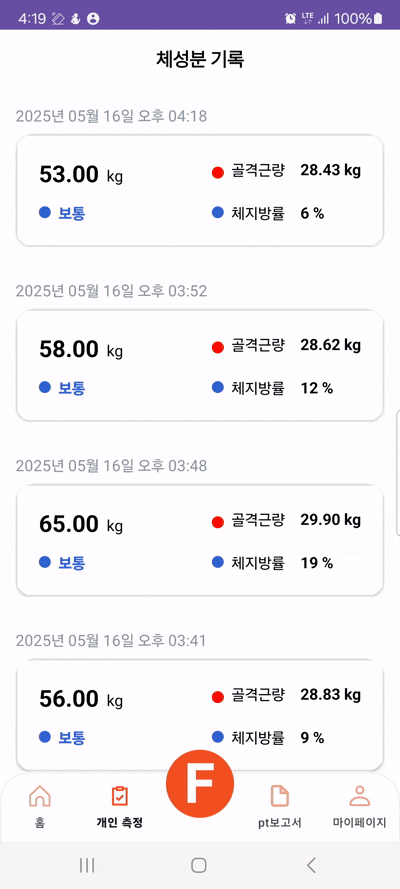 4:19 LTE 100%
체성분 기록
2025년 05월 16일 오후 04:18
53.00 kg 골격근량 28.43 kg
보통 체지방률 6 %
2025년 05월 16일 오후 03:52
58.00 kg 골격근량 28.62 kg
보통 체지방률 12 %
2025년 05월 16일 오후 03:48
65.00 kg 골격근량 29.90 kg
보통 체지방률 19 %
2025년 05월 16일 오후 03:41
56.00 kg 골격근량 28.83 kg
보통 체지방률 9 %
F
홈 개인 측정 pt보고서 마이페이지